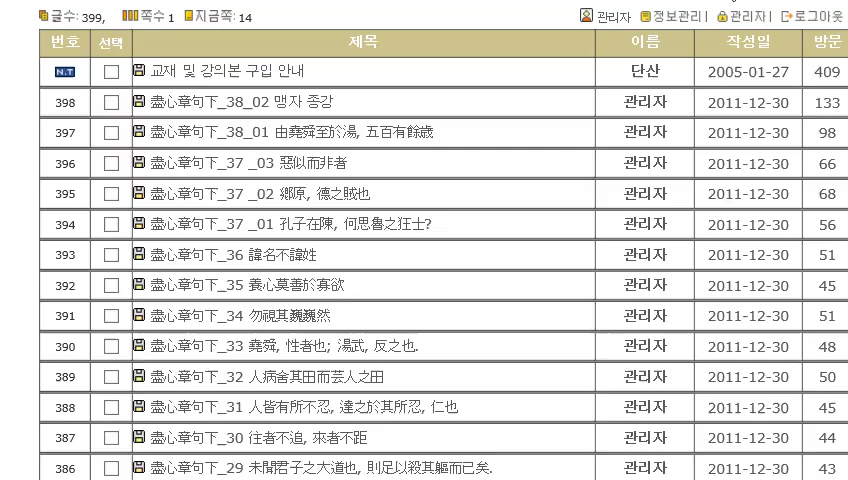 글수: 399, 쪽수 1 지금쪽: 14 관리자 정보관리| 관리자| 로그아웃
번호 선택 제목 이름 작성일 방문
N.T 교재 및 강의본 구입 안내 단산 2005-01-27 409
398 盡心章句下_38_02 맹자 종강 관리자 2011-12-30 133
397 盡心章句下_38_01 由堯舜至於湯, 五百有餘歲 관리자 2011-12-30 98
396 盡心章句下_37 _03 惡似而非者 관리자 2011-12-30 66
395 盡心章句下_37 _02 鄉原, 德之賊也 관리자 2011-12-30 68
394 盡心章句下_37 _01 孔子在陳, 何思魯之狂士? 관리자 2011-12-30 56
393 盡心章句下_36 諱名不諱姓 관리자 2011-12-30 51
392 盡心章句下_35 養心莫善於寡欲 관리자 2011-12-30 45
391 盡心章句下_34 勿視其巍巍然 관리자 2011-12-30 51
390 盡心章句下_33 堯舜, 性者也; 湯武, 反之也. 관리자 2011-12-30 48
389 盡心章句下_32 人病舍其田而芸人之田 관리자 2011-12-30 50
388 盡心章句下_31 人皆有所不忍, 達之於其所忍, 仁也 관리자 2011-12-30 45
387 盡心章句下_30 往者不追, 來者不距 관리자 2011-12-30 44
386 盡心章句下_29 未聞君子之大道也, 則足以殺其軀而已矣. 관리자 2011-12-30 43